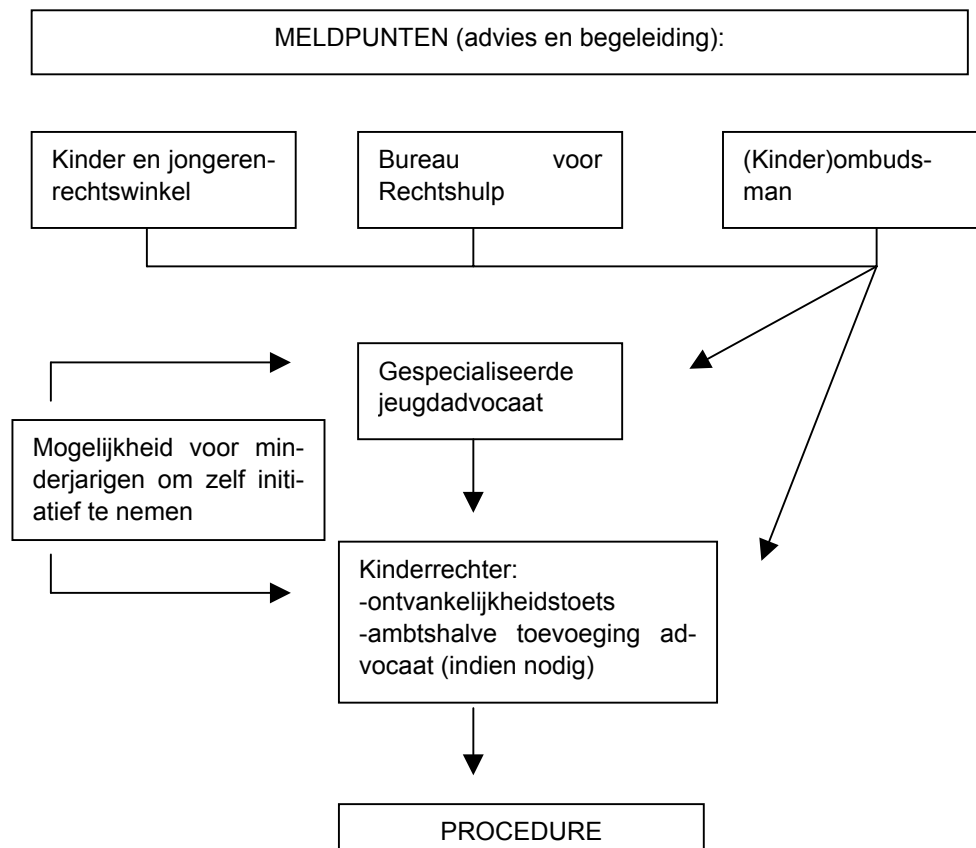 MELDPUNTEN (advies en begeleiding):
Kinder en jongeren-
rechtswinkel
Bureau voor
Rechtshulp
(Kinder)ombuds-
man
Gespecialiseerde
jeugdadvocaat
Mogelijkheid voor min-
derjarigen om zelf initi-
atief te nemen
Kinderrechter:
-ontvankelijkheidstoets
-ambtshalve toevoeging ad-
vocaat (indien nodig)
PROCEDURE